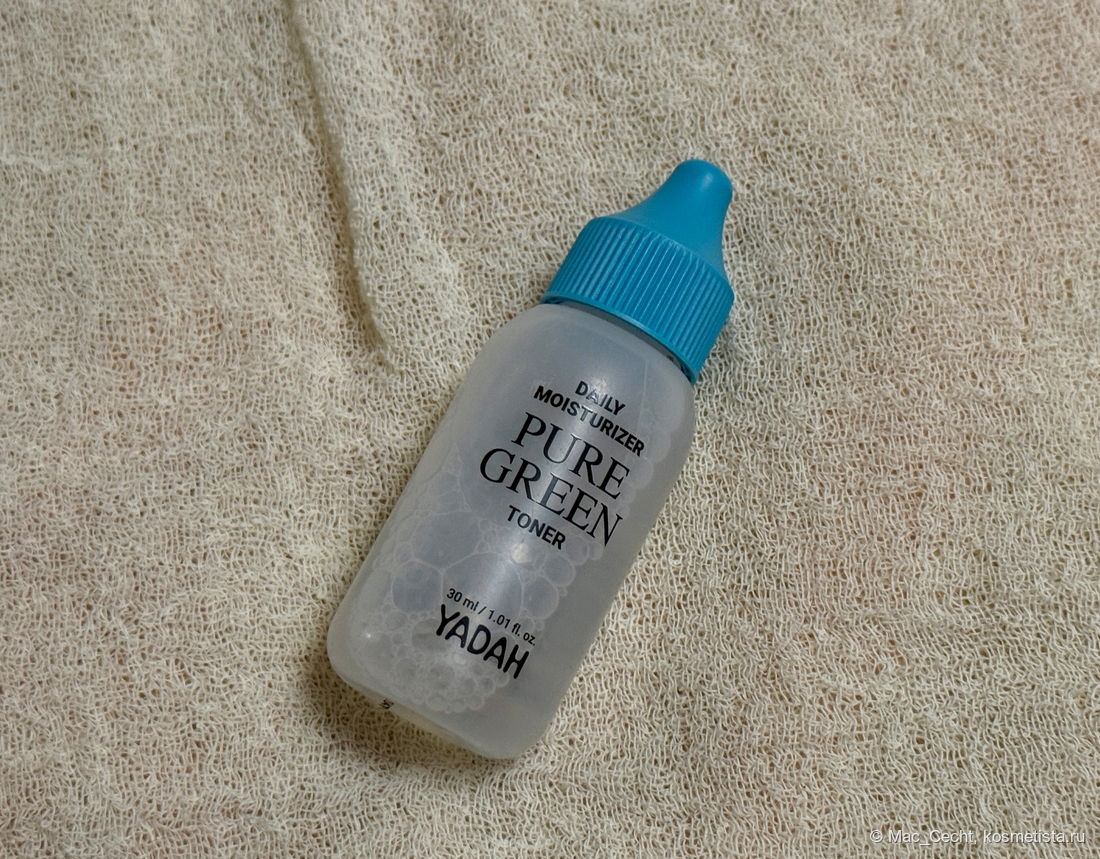 DAILY
MOISTURIZER
PURE
GREEN
TONER
30 ml / 1.01 fl. oz.
YADAH
© Mac_Cecht, kosmetista.ru